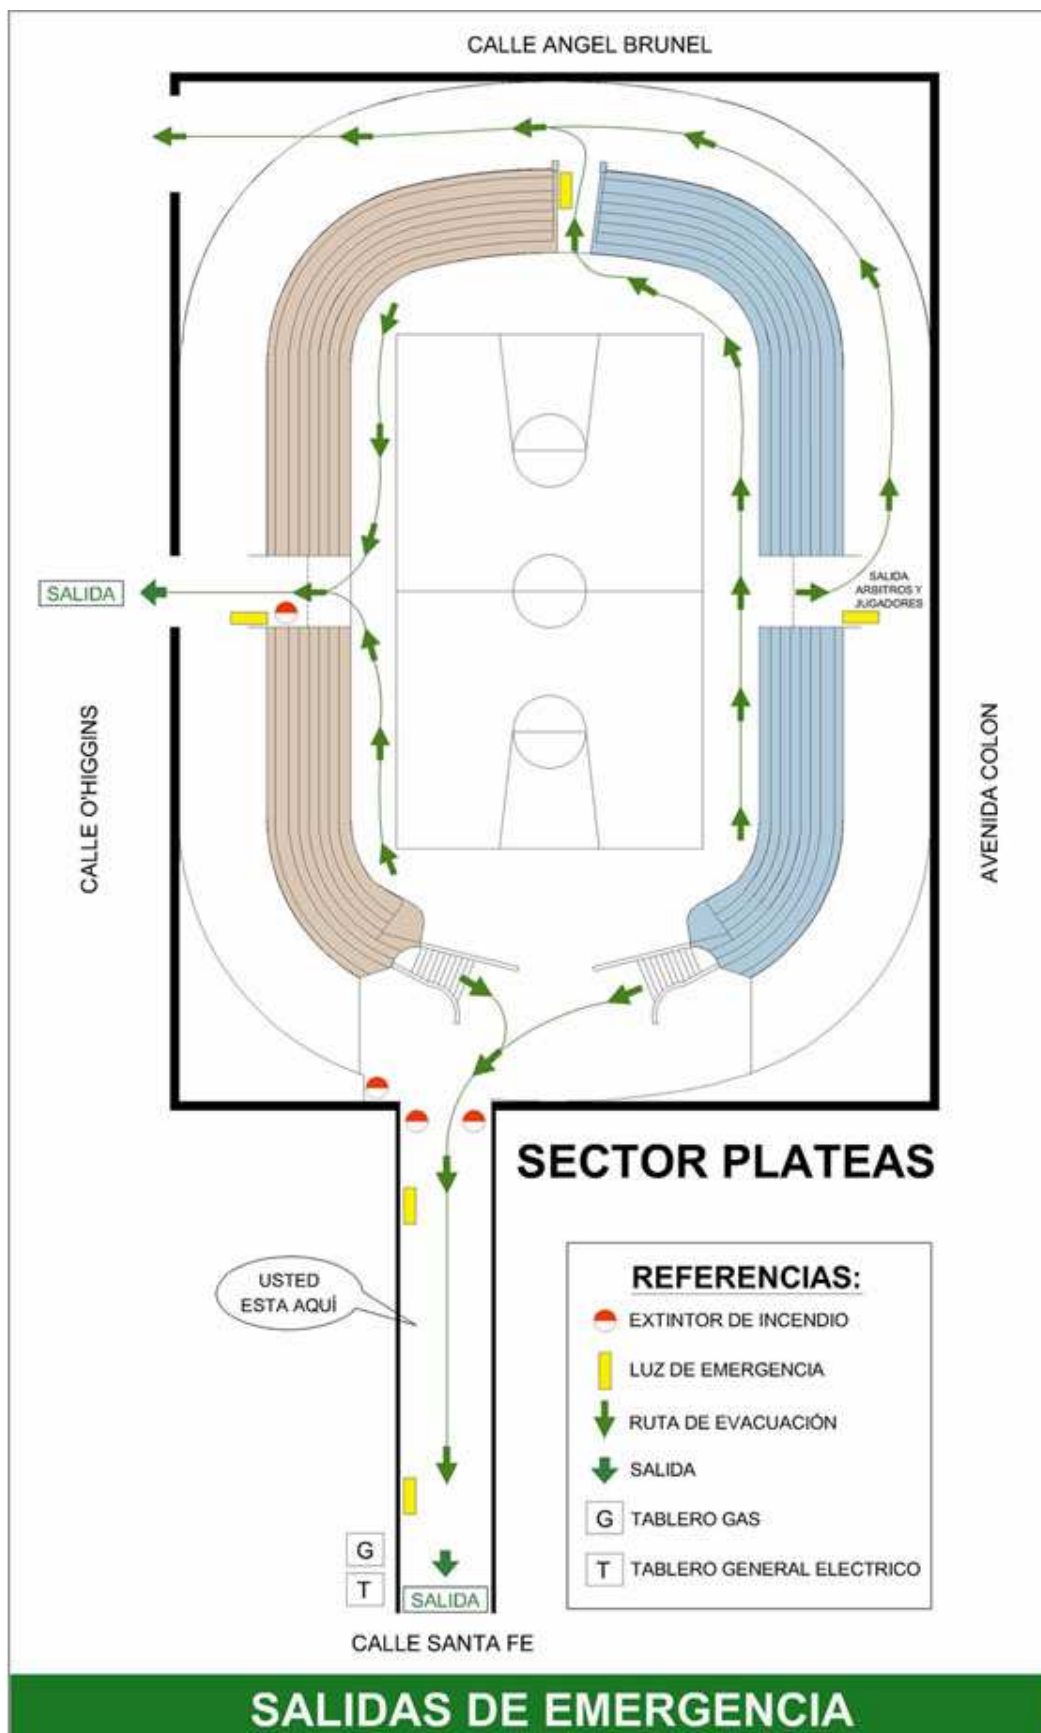 CALLE ANGEL BRUNEL
SALIDA
SALIDA
ARBITROS Y
JUGADORES
CALLE O'HIGGINS
AVENIDA COLON
SECTOR PLATEAS
USTED
ESTA AQUÍ
REFERENCIAS:
EXTINTOR DE INCENDIO
LUZ DE EMERGENCIA
RUTA DE EVACUACIÓN
SALIDA
G TABLERO GAS
T TABLERO GENERAL ELECTRICO
G
T
SALIDA
CALLE SANTA FE
SALIDAS DE EMERGENCIA